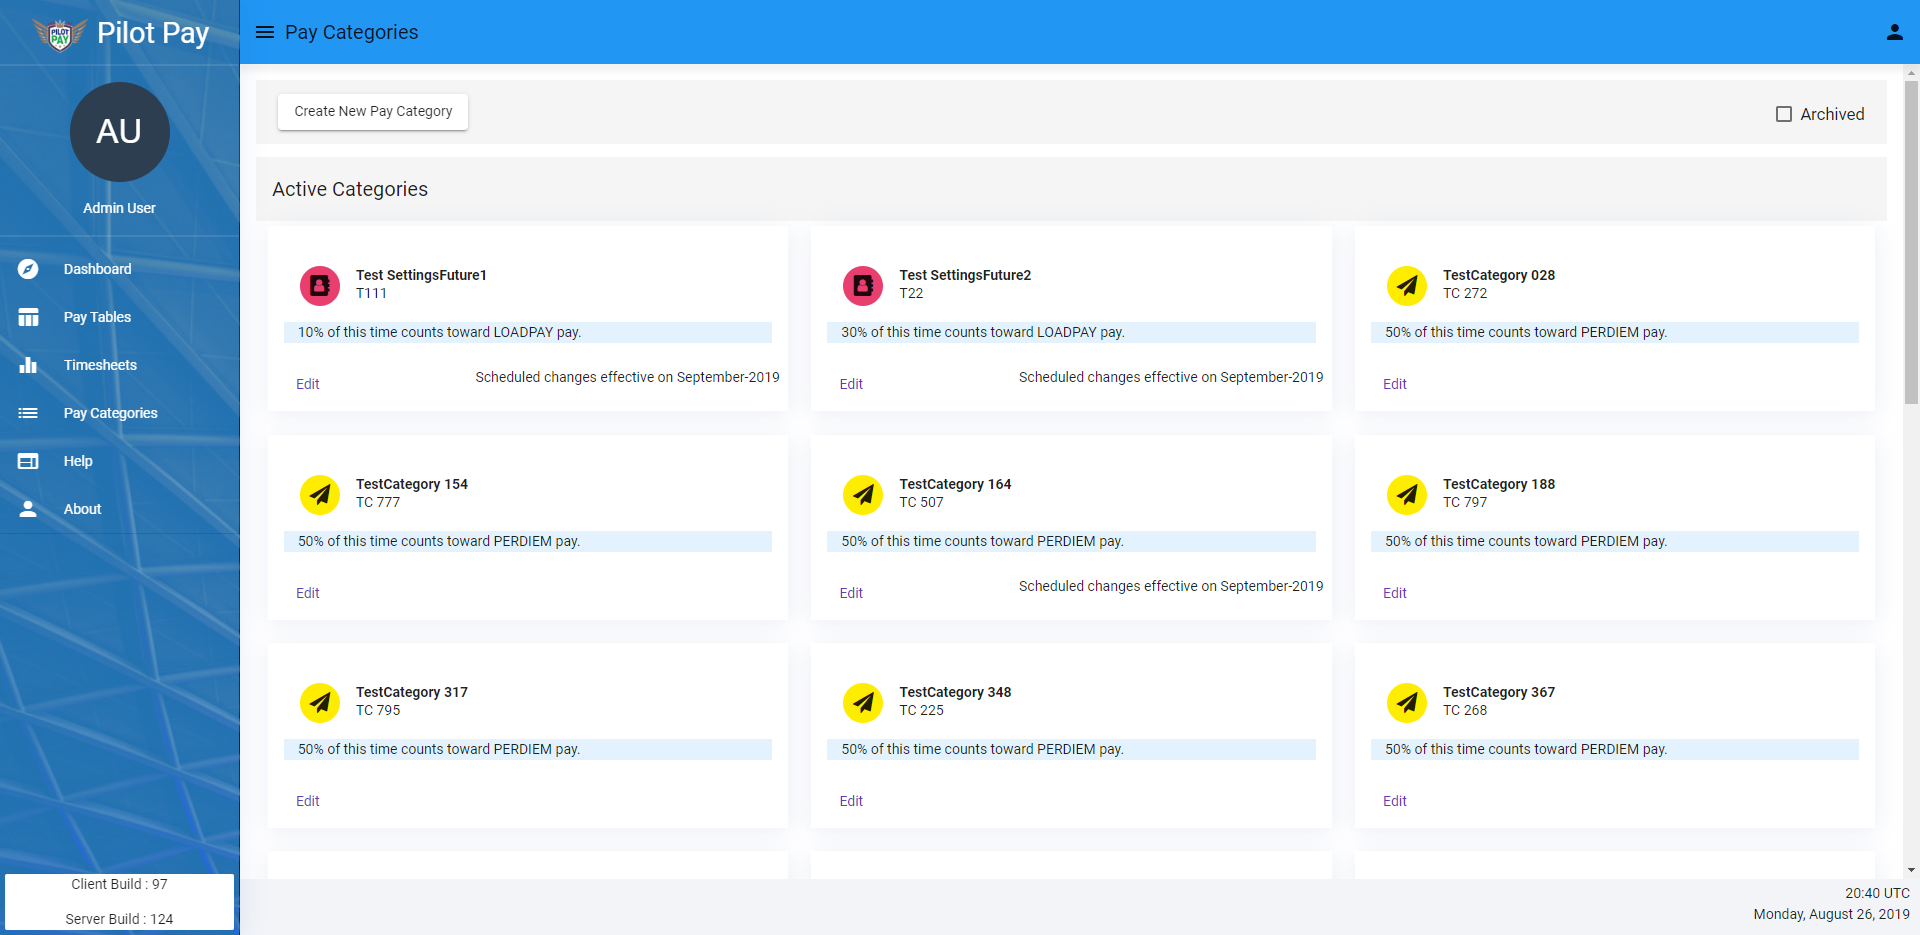 PILOT
PAY
Pilot Pay
Pay Categories
AU
Admin User
Dashboard
Pay Tables
Timesheets
Pay Categories
Help
About
Client Build : 97
Server Build : 124
Create New Pay Category
Archived
Active Categories
Test SettingsFuture1
T111
10% of this time counts toward LOADPAY pay.
Edit
Scheduled changes effective on September-2019
Test SettingsFuture2
T22
30% of this time counts toward LOADPAY pay.
Edit
Scheduled changes effective on September-2019
TestCategory 028
TC 272
50% of this time counts toward PERDIEM pay.
Edit
TestCategory 154
TC 777
50% of this time counts toward PERDIEM pay.
Edit
TestCategory 164
TC 507
50% of this time counts toward PERDIEM pay.
Edit
Scheduled changes effective on September-2019
TestCategory 188
TC 797
50% of this time counts toward PERDIEM pay.
Edit
TestCategory 317
TC 795
50% of this time counts toward PERDIEM pay.
Edit
TestCategory 348
TC 225
50% of this time counts toward PERDIEM pay.
Edit
TestCategory 367
TC 268
50% of this time counts toward PERDIEM pay.
Edit
20:40 UTC
Monday, August 26, 2019